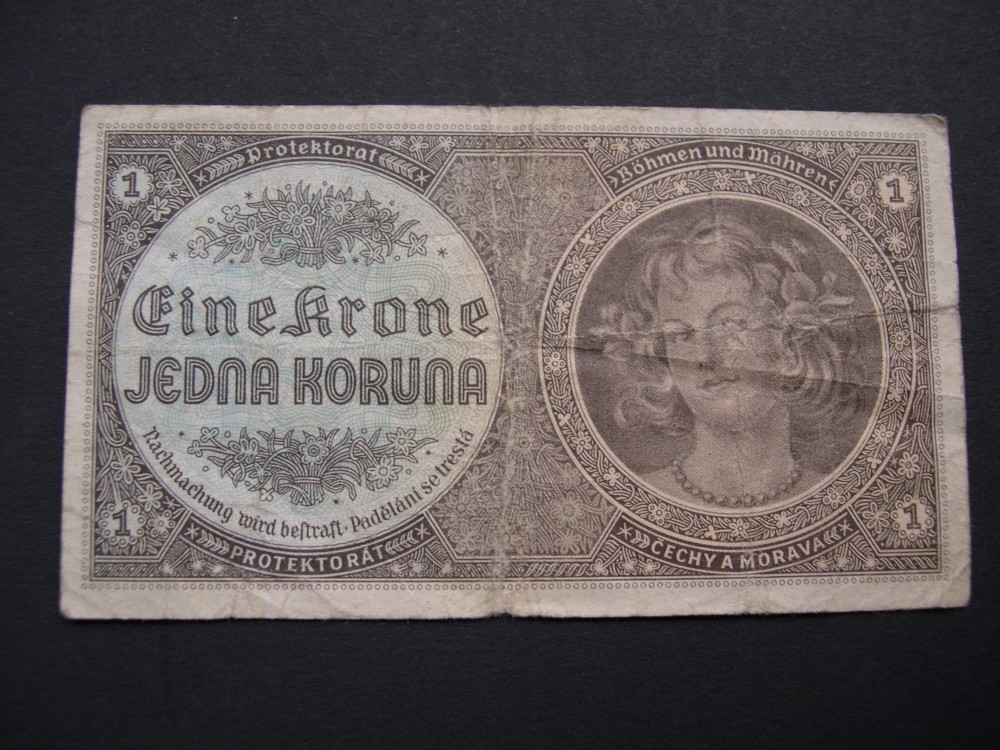 Protektorat
Böhmen und Mähren
1
1
Eine Krone
JEDNA KORUNA
Nachmachung wird bestraft · Padělání se trestá
1
1
PROTEKTORÁT
ČECHY A MORAVA